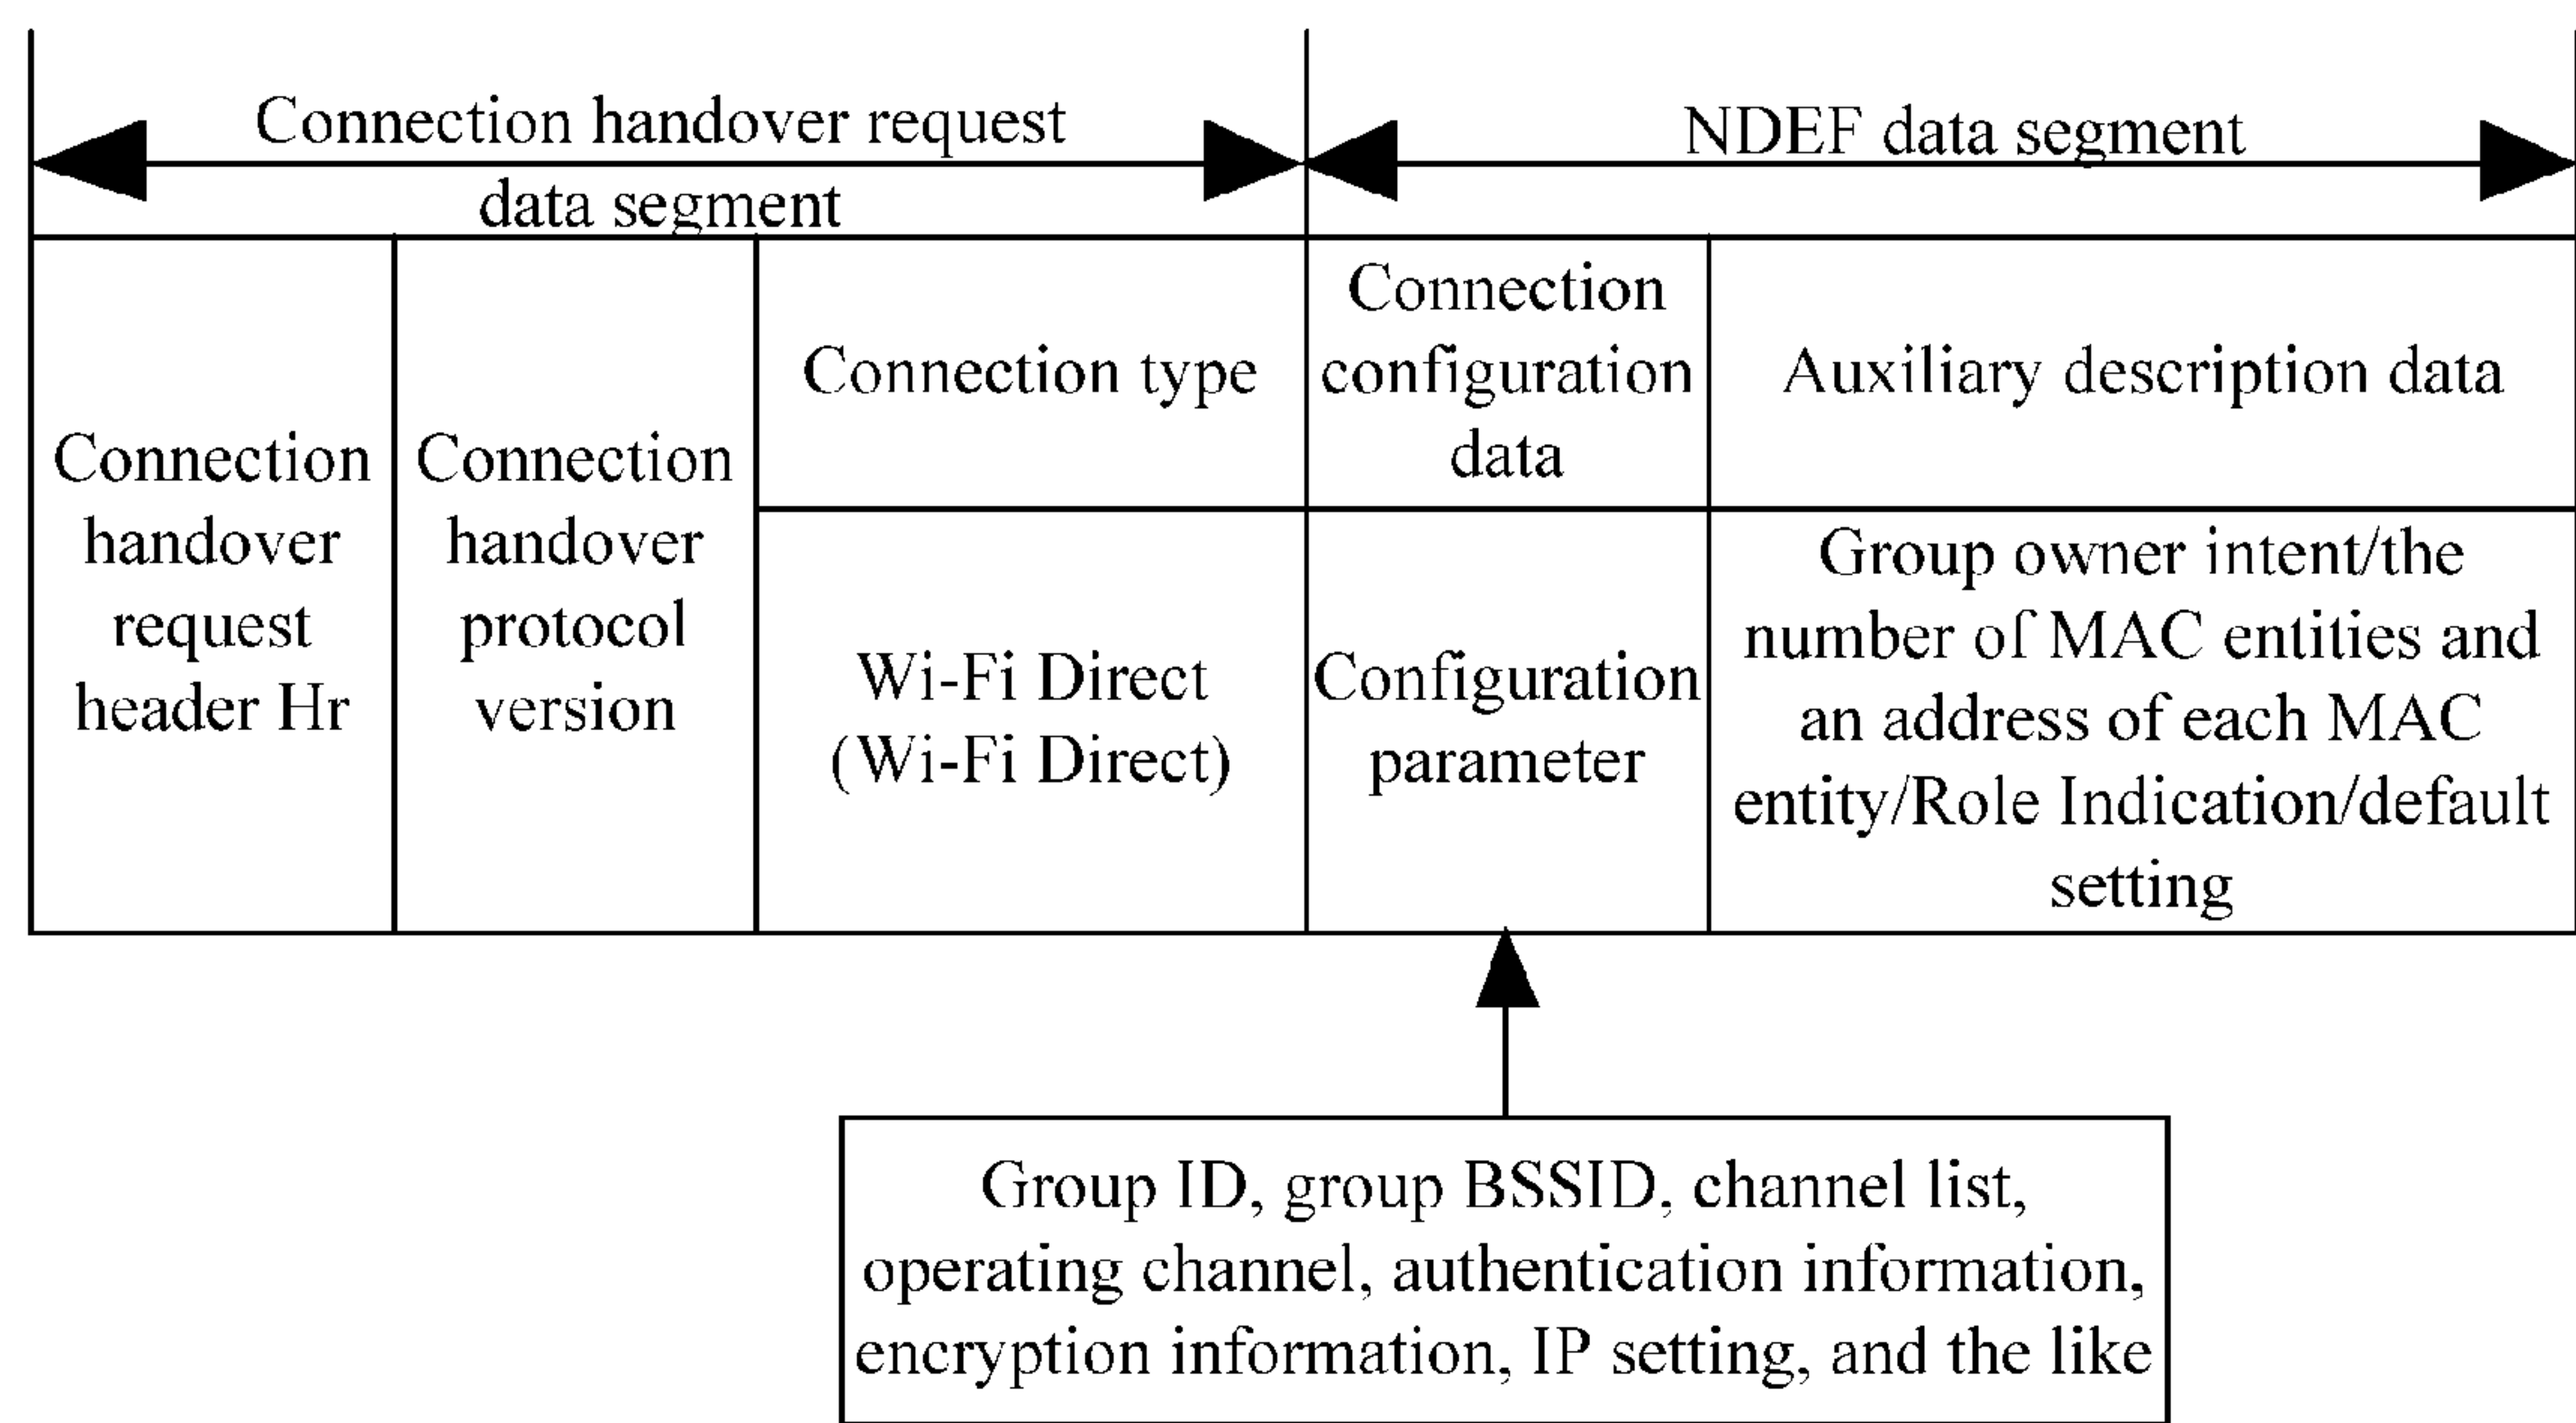 Connection handover request
data segment
NDEF data segment
Connection
handover
request
header Hr
Connection
handover
protocol
version
Connection type
Wi-Fi Direct
(Wi-Fi Direct)
Connection
configuration
data
Configuration
parameter
Auxiliary description data
Group owner intent/the
number of MAC entities and
an address of each MAC
entity/Role Indication/default
setting
Group ID, group BSSID, channel list,
operating channel, authentication information,
encryption information, IP setting, and the like